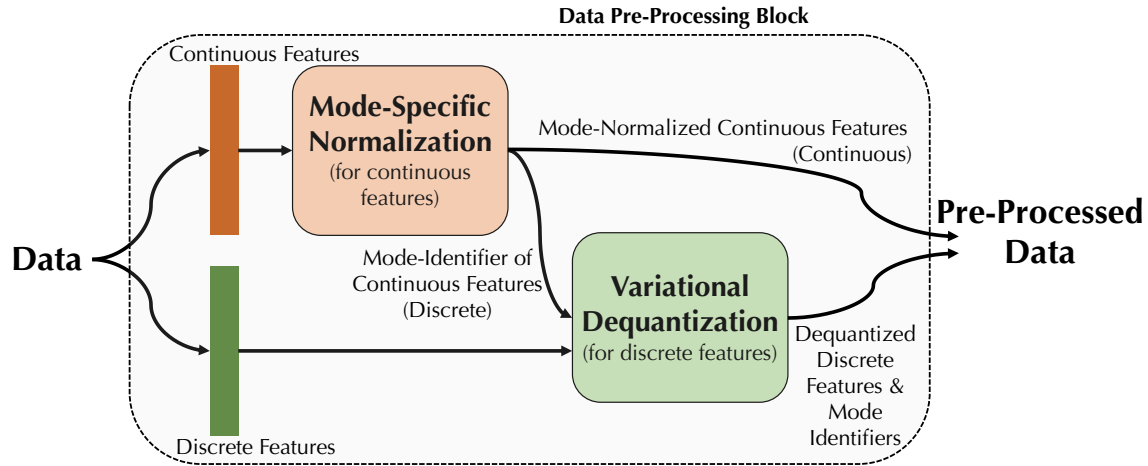 Data Pre-Processing Block
Continuous Features
Mode-Specific
Normalization
(for continuous
features)
Mode-Normalized Continuous Features
(Continuous)
Data
Pre-Processed
Data
Mode-Identifier of
Continuous Features
(Discrete)
Variational
Dequantization
(for discrete features)
Dequantized
Discrete
Features &
Mode
Identifiers
Discrete Features